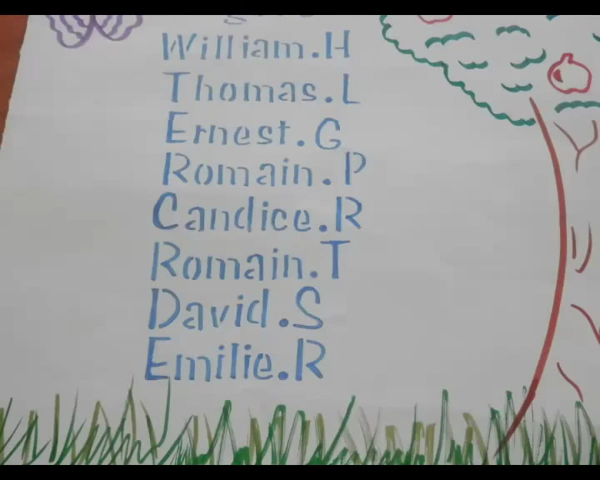 William.H
Thomas.L
Ernest.G
Romain.P
Candice.R
Romain.T
David.S
Emilie.R